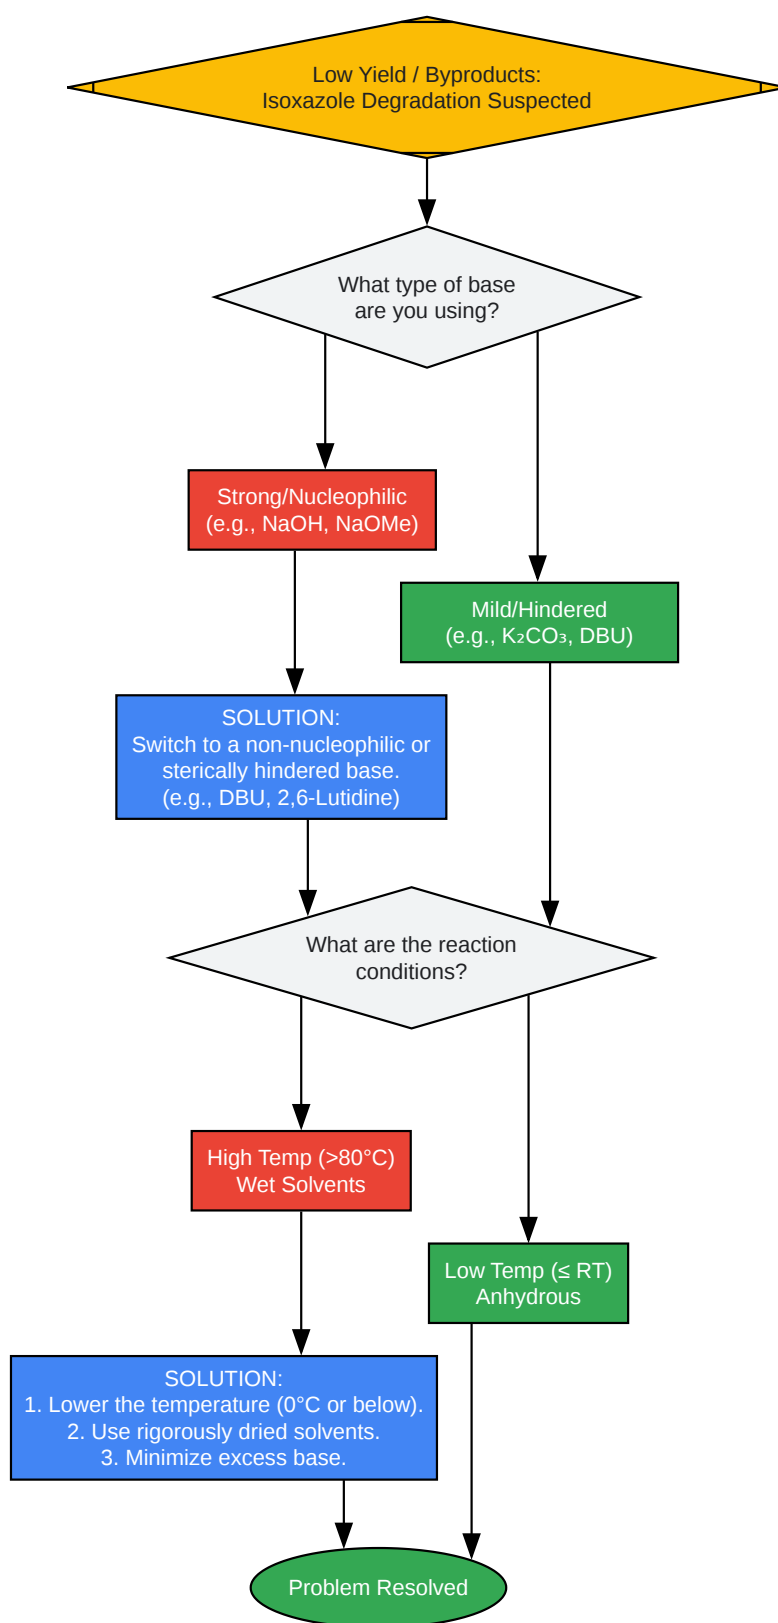 Low Yield / Byproducts:
Isoxazole Degradation Suspected
What type of base
are you using?
Strong/Nucleophilic
(e.g., NaOH, NaOMe)
Mild/Hindered
(e.g., K₂CO₃, DBU)
SOLUTION:
Switch to a non-nucleophilic or
sterically hindered base.
(e.g., DBU, 2,6-Lutidine)
What are the reaction
conditions?
High Temp (>80°C)
Wet Solvents
Low Temp (≤ RT)
Anhydrous
SOLUTION:
1. Lower the temperature (0°C or below).
2. Use rigorously dried solvents.
3. Minimize excess base.
Problem Resolved